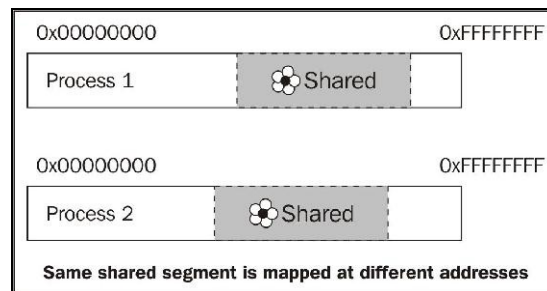 0x00000000 0xFFFFFFFF
Process 1 Shared
0x00000000 0xFFFFFFFF
Process 2 Shared
Same shared segment is mapped at different addresses